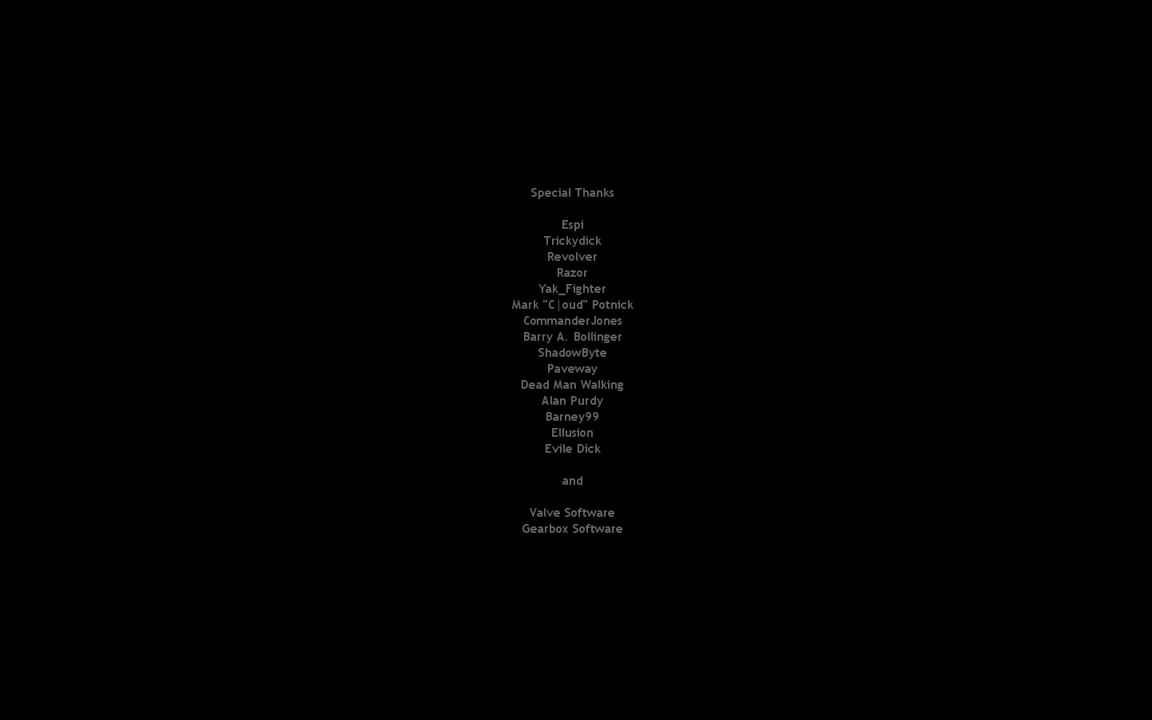 Special Thanks
Espi
Trickydick
Revolver
Razor
Yak_Fighter
Mark "C|oud" Potnick
CommanderJones
Barry A. Bollinger
ShadowByte
Paveway
Dead Man Walking
Alan Purdy
Barney99
Ellusion
Evile Dick
and
Valve Software
Gearbox Software